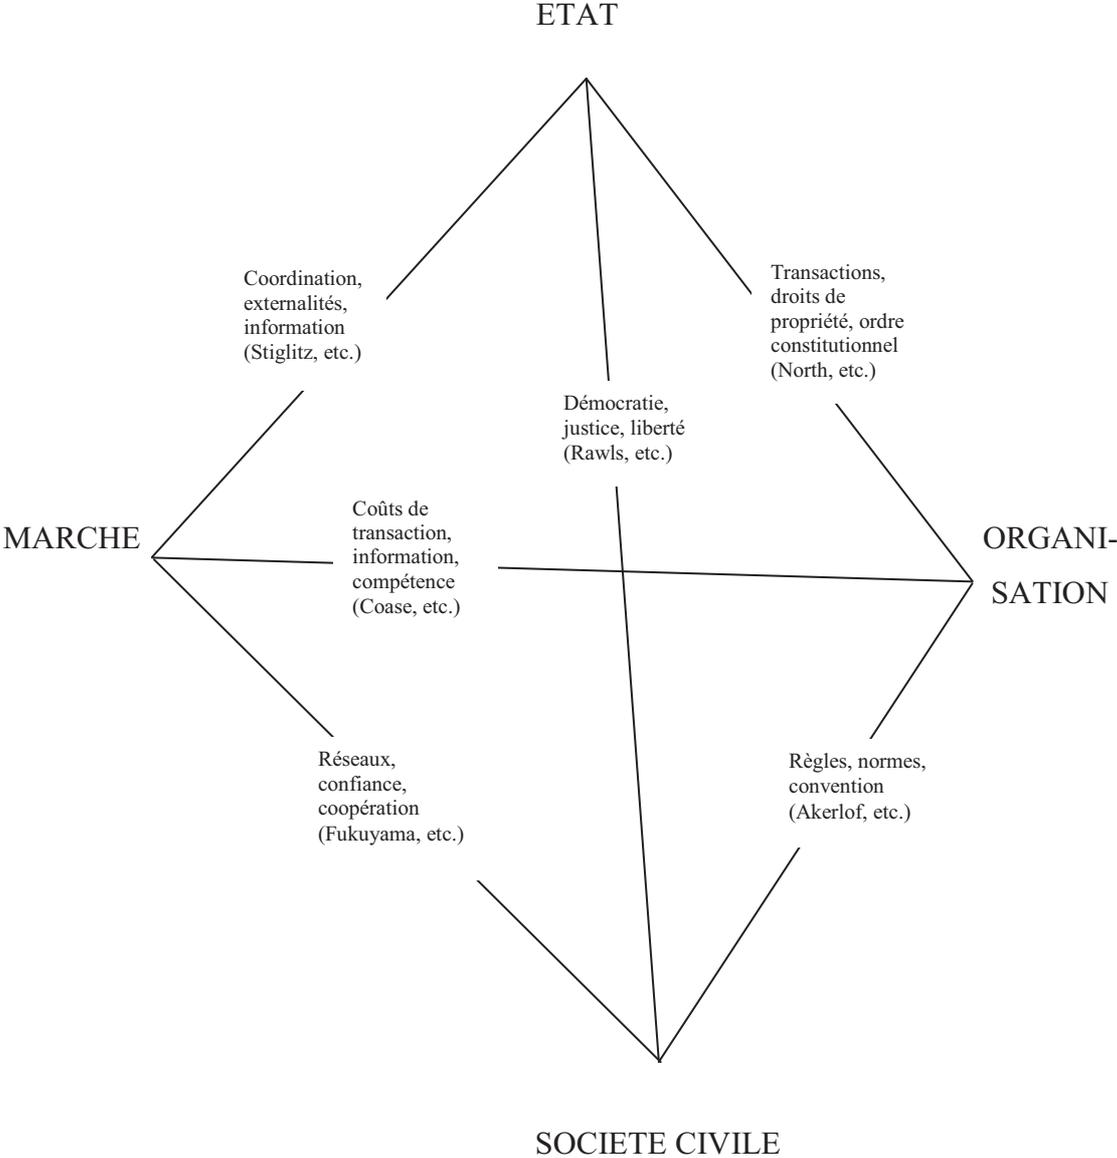 ETAT
Coordination,
externalités,
information
(Stiglitz, etc.)
Transactions,
droits de
propriété, ordre
constitutionnel
(North, etc.)
Démocratie,
justice, liberté
(Rawls, etc.)
MARCHE
Coûts de
transaction,
information,
compétence
(Coase, etc.)
ORGANI-
SATION
Réseaux,
confiance,
coopération
(Fukuyama, etc.)
Règles, normes,
convention
(Akerlof, etc.)
SOCIETE CIVILE